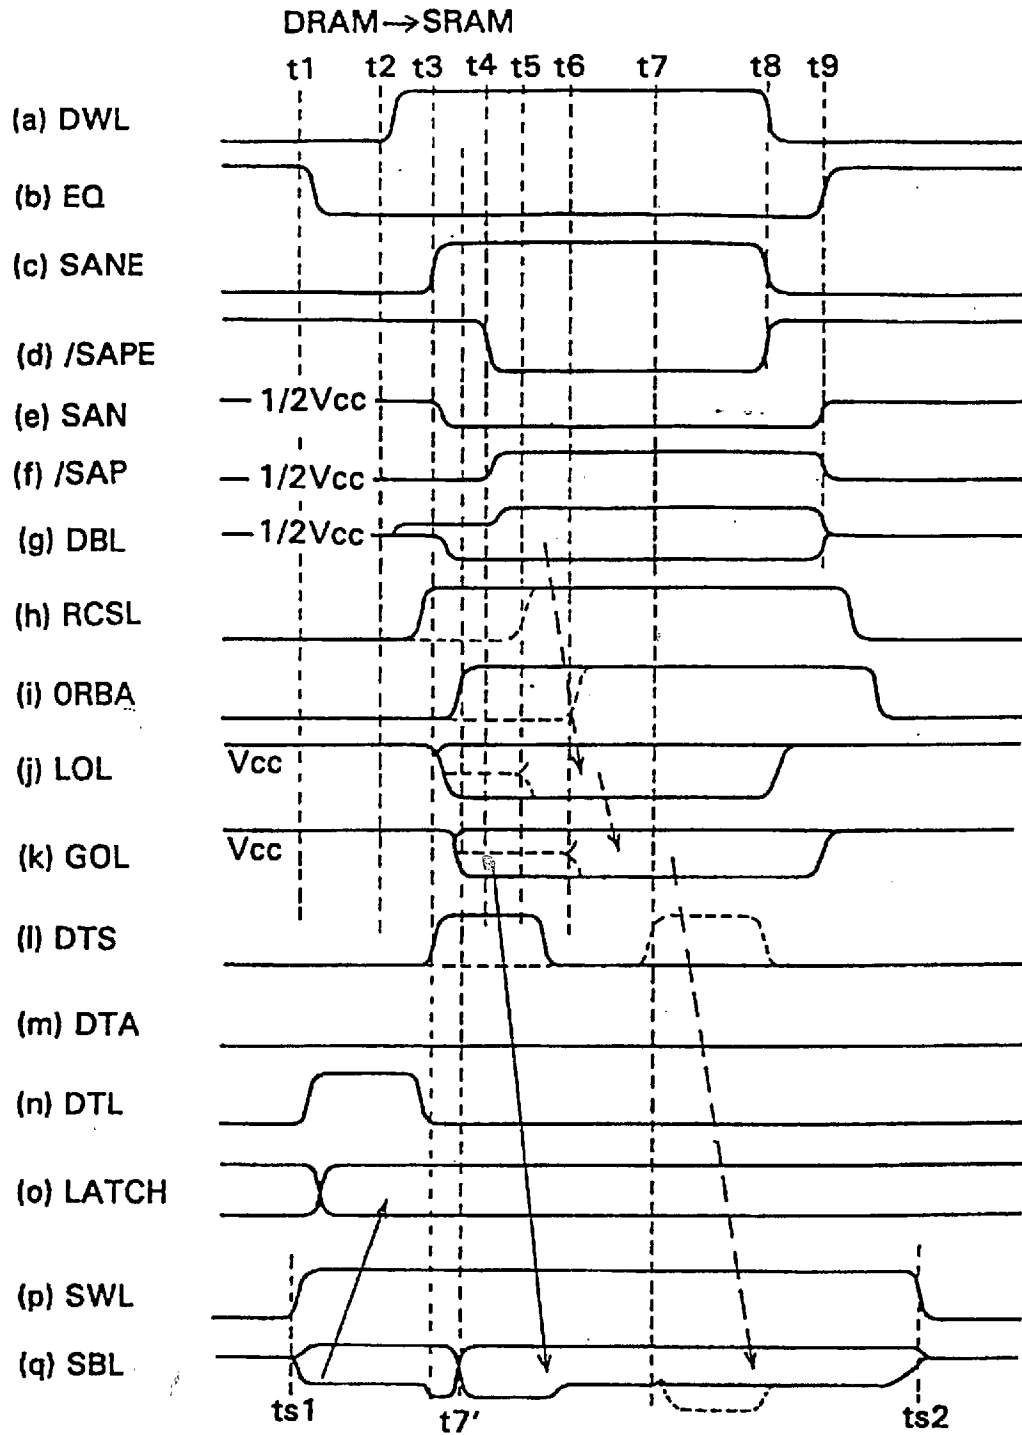 DRAM→SRAM
t1 t2 t3 t4 t5 t6 t7 t8 t9
(a) DWL
(b) EQ
(c) SANE
(d) /SAPE
(e) SAN 1/2Vcc
(f) /SAP 1/2Vcc
(g) DBL 1/2Vcc
(h) RCSL
(i) ORBA
(j) LOL Vcc
(k) GOL Vcc
(l) DTS
(m) DTA
(n) DTL
(o) LATCH
(p) SWL
(q) SBL
ts1 t7' ts2